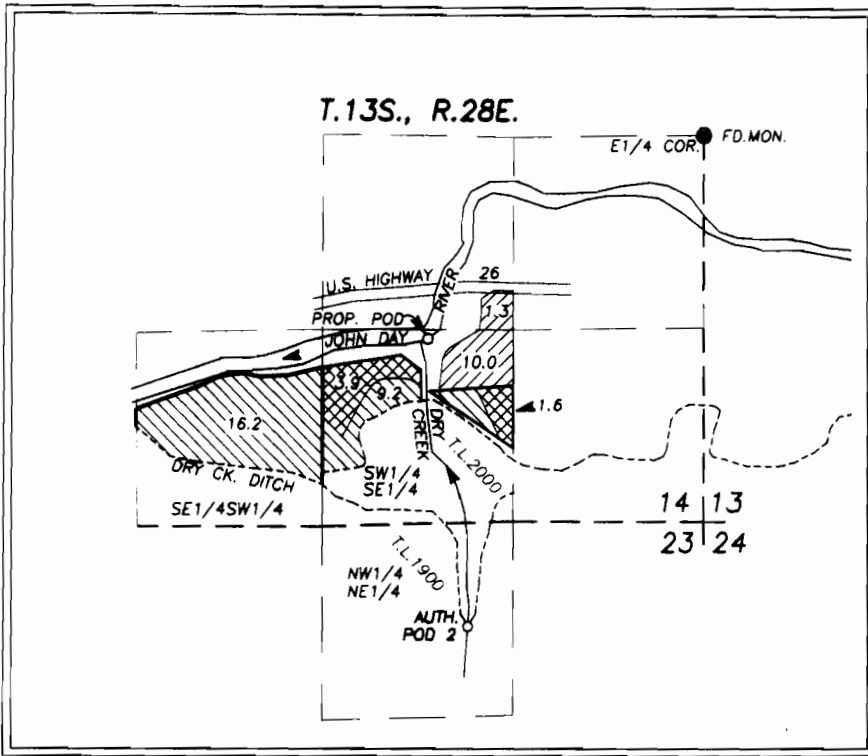 T.13S., R.28E.
E1/4 COR.
FD.MON.
U.S. HIGHWAY 26
RIVER
PROP. POD
JOHN DAY
1.3
10.0
3.9
9.2
1.6
16.2
DRY CREEK
T.L.2000
DRY CK. DITCH
SW1/4
SE1/4
SE1/4SW1/4
14 13
23 24
T.L.1900
NW1/4
NE1/4
AUTH.
POD 2